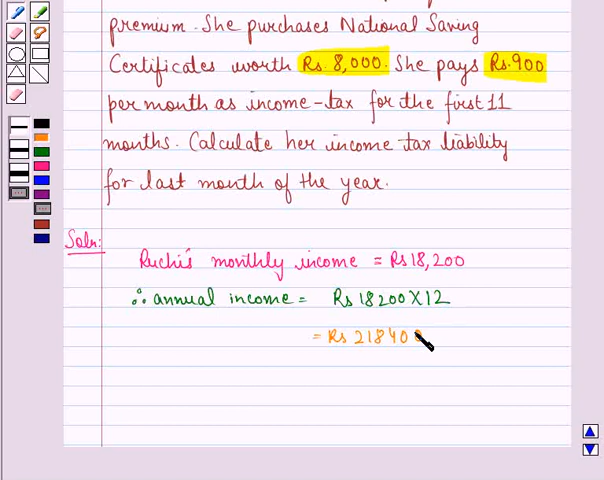 premium. She purchases National Saving
Certificates worth Rs. 8,000. She pays Rs. 900
per month as income-tax for the first 11
months. Calculate her income tax liability
for last month of the year.
Soln:
Ruchi's monthly income = Rs 18,200
∴ annual income = Rs 18200 × 12
= Rs 218400